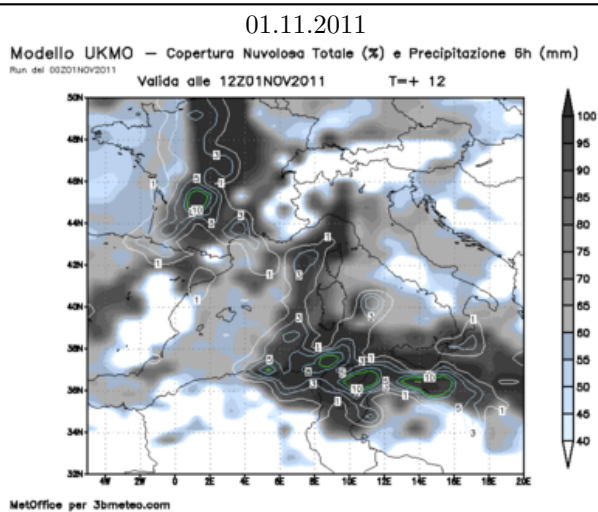 01.11.2011
Modello UKMO – Copertura Nuvolosa Totale (%) e Precipitazione 6h (mm)
Run del 00Z01NOV2011
Valida alle 12Z01NOV2011 T=+ 12
50N
48N
46N
44N
42N
40N
38N
36N
34N
32N
4W 2W 0 2E 4E 6E 8E 10E 12E 14E 16E 18E 20E
100
95
90
85
80
75
70
65
60
55
50
45
40
MetOffice per 3bmeteo.com